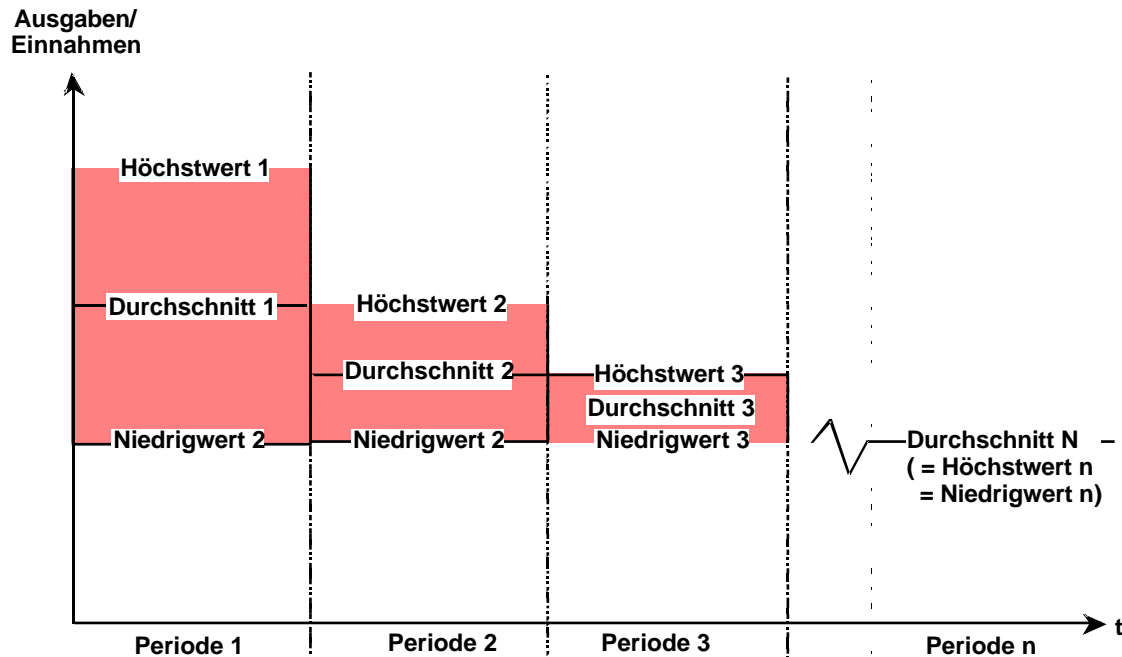 Ausgaben/
Einnahmen
Höchstwert 1
Durchschnitt 1
Niedrigwert 2
Höchstwert 2
Durchschnitt 2
Niedrigwert 2
Höchstwert 3
Durchschnitt 3
Niedrigwert 3
Durchschnitt N
( = Höchstwert n
= Niedrigwert n)
t
Periode 1
Periode 2
Periode 3
Periode n